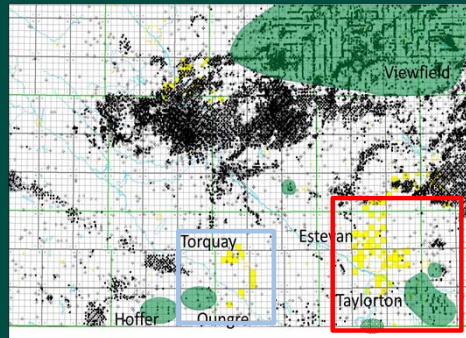 Viewfield
Torquay
Estevan
Taylorton
Hoffer
Oungre